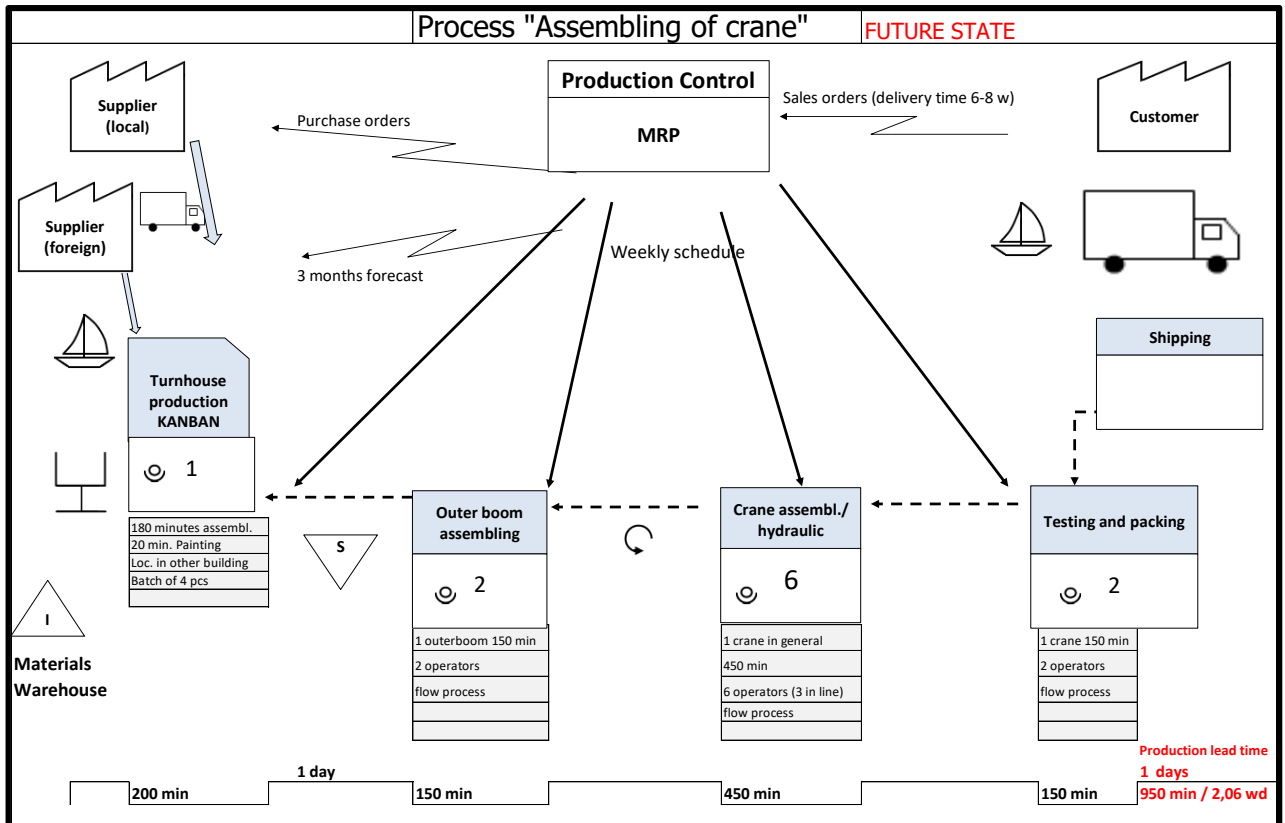 Process "Assembling of crane"
FUTURE STATE
Supplier
(local)
Purchase orders
Production Control
MRP
Sales orders (delivery time 6-8 w)
Customer
Supplier
(foreign)
3 months forecast
Weekly schedule
Shipping
Turnhouse
production
KANBAN
1
180 minutes assembl.
20 min. Painting
Loc. in other building
Batch of 4 pcs
S
I
Materials
Warehouse
Outer boom
assembling
2
1 outerboom 150 min
2 operators
flow process
Crane assembl./
hydraulic
6
1 crane in general
450 min
6 operators (3 in line)
flow process
Testing and packing
2
1 crane 150 min
2 operators
flow process
Production lead time
1 day
1 days
200 min
150 min
450 min
150 min
950 min / 2,06 wd